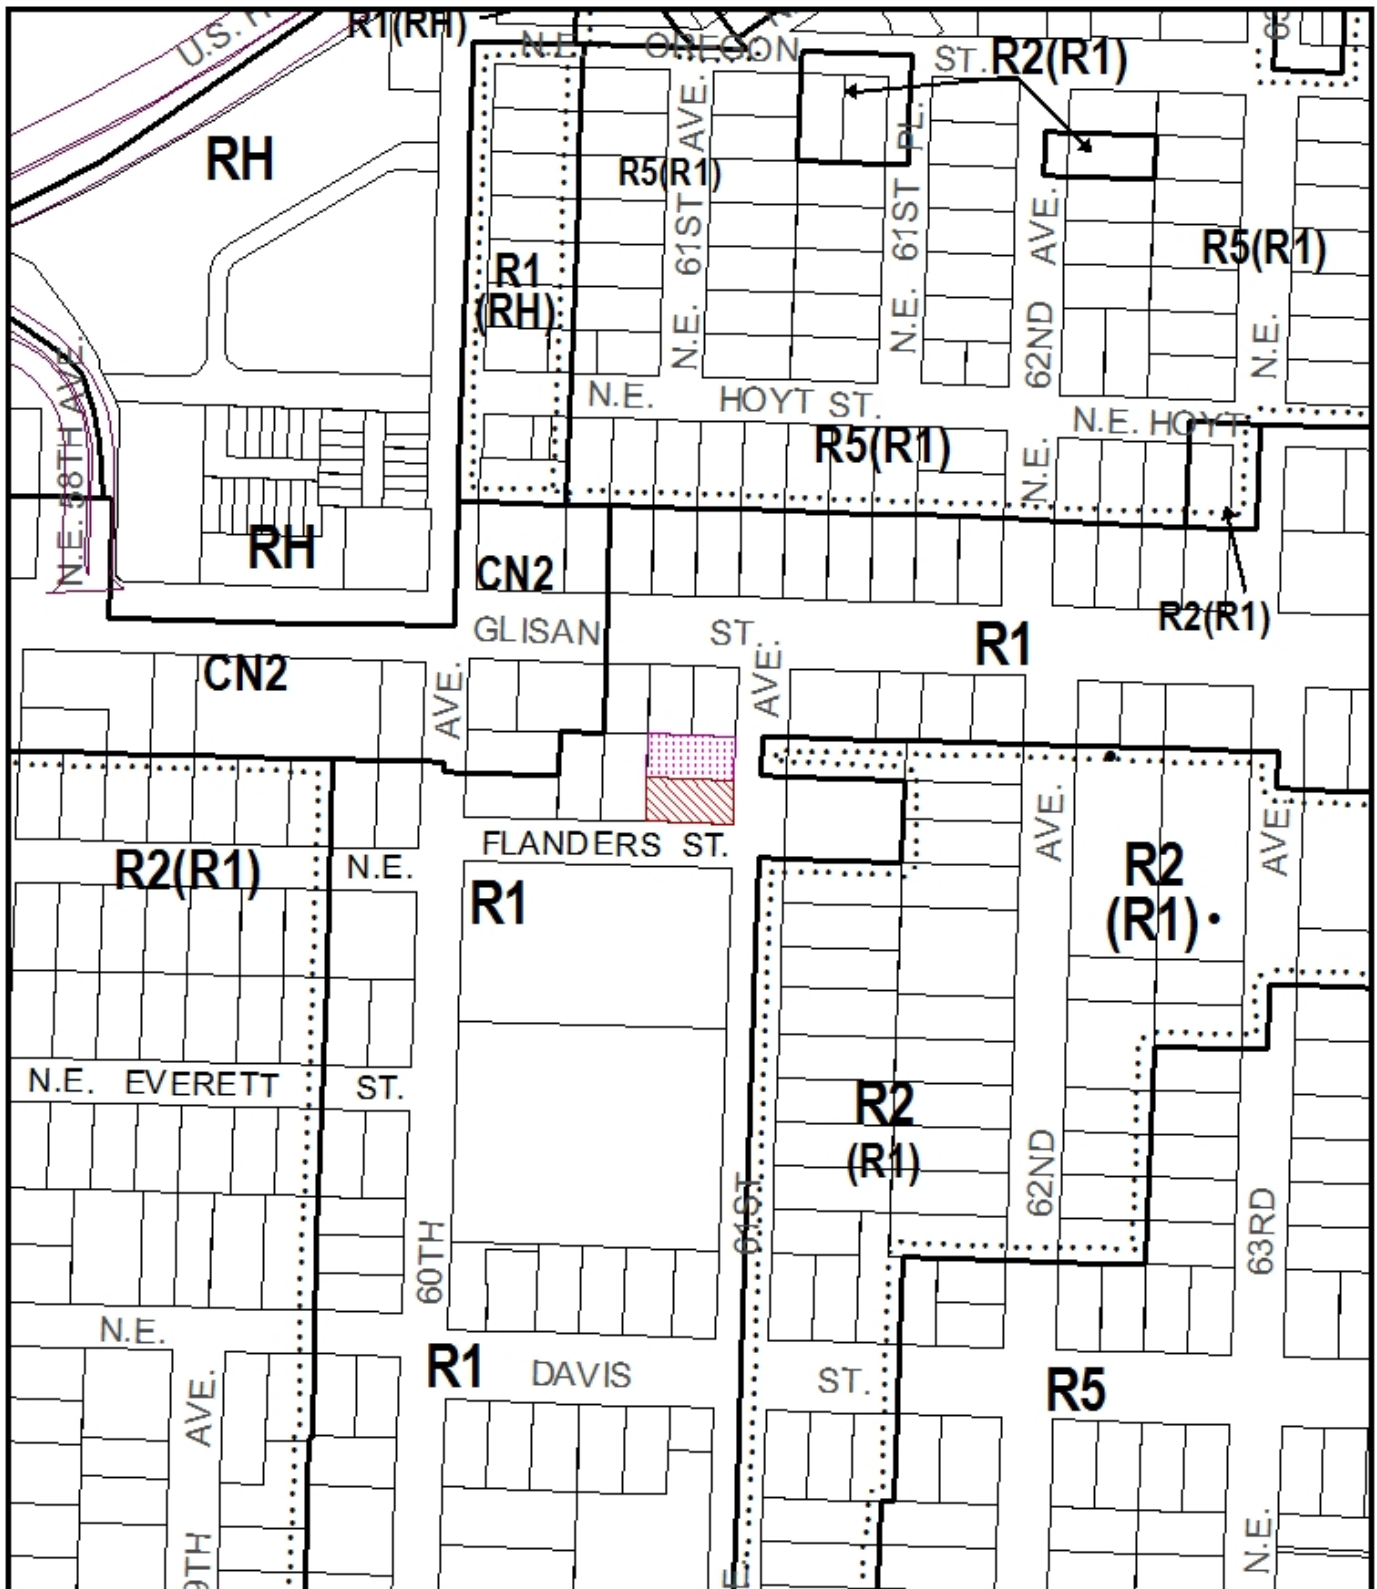 U.S. H
R1(RH)
N.E. OREGON ST.
R2(R1)
RH
R5(R1)
N.E. 61ST AVE.
N.E. 61ST PL.
N.E. 62ND AVE.
R5(R1)
N.E.
R1
(RH)
N.E. HOYT ST.
N.E. HOYT
N.E. 58TH AVE.
R5(R1)
RH
CN2
R2(R1)
GLISAN ST.
R1
CN2
AVE.
AVE.
FLANDERS ST.
R2(R1)
N.E.
R1
AVE.
R2
(R1)
AVE.
N.E. EVERETT ST.
R2
(R1)
60TH
61ST
62ND
63RD
N.E.
R1
DAVIS ST.
R5
AVE.
9TH
N.E.